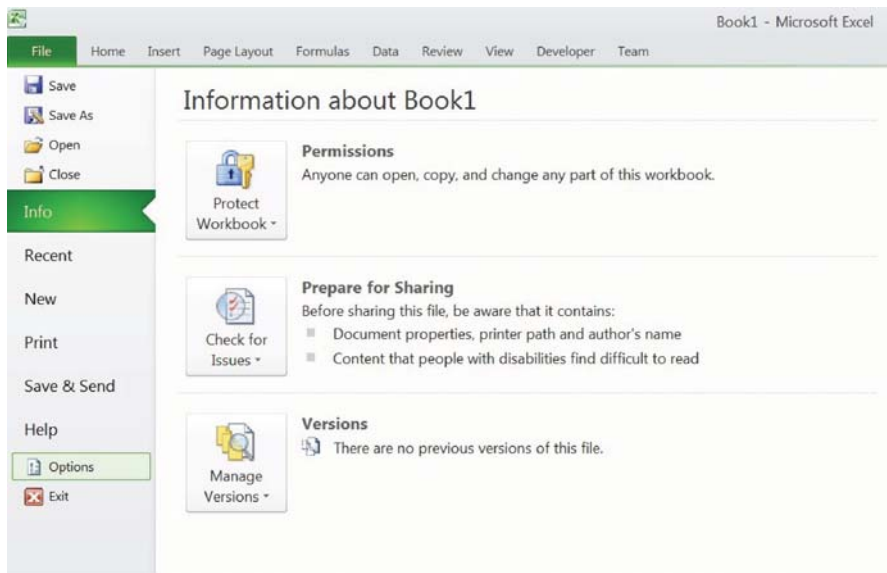 Book1 - Microsoft Excel
File Home Insert Page Layout Formulas Data Review View Developer Team
Save
Save As
Open
Close
Info
Recent
New
Print
Save & Send
Help
Options
Exit
Information about Book1
Protect
Workbook
Permissions
Anyone can open, copy, and change any part of this workbook.
Check for
Issues
Prepare for Sharing
Before sharing this file, be aware that it contains:
Document properties, printer path and author's name
Content that people with disabilities find difficult to read
Manage
Versions
Versions
There are no previous versions of this file.